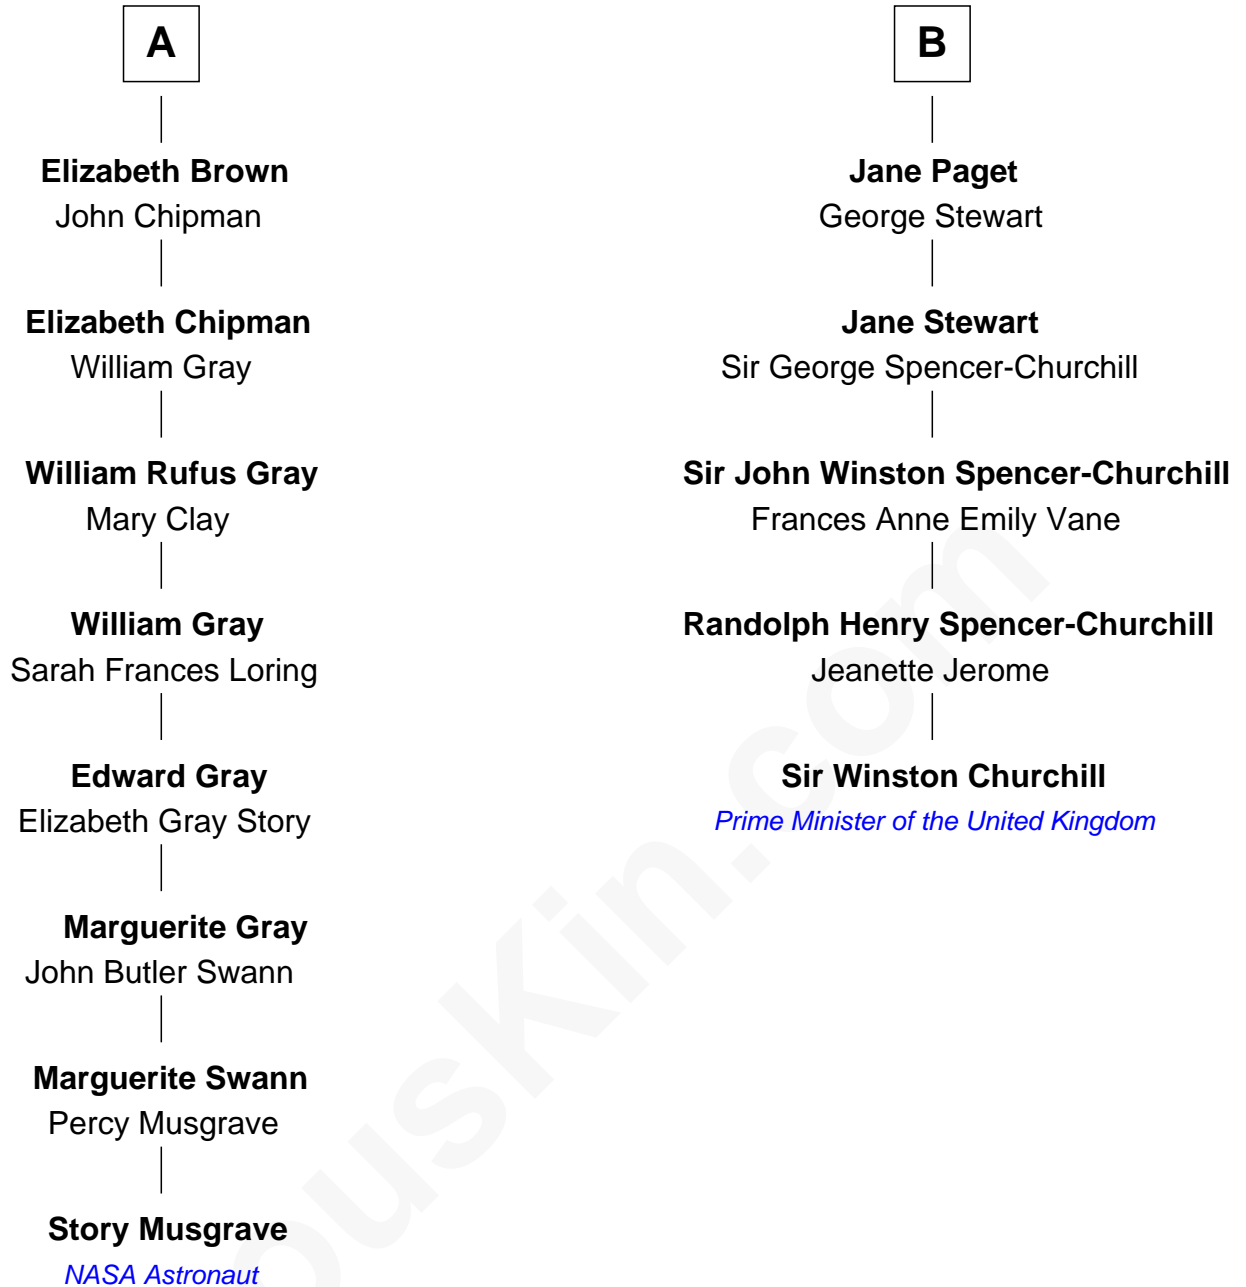 A
Elizabeth Brown
John Chipman
Elizabeth Chipman
William Gray
William Rufus Gray
Mary Clay
William Gray
Sarah Frances Loring
Edward Gray
Elizabeth Gray Story
Marguerite Gray
John Butler Swann
Marguerite Swann
Percy Musgrave
Story Musgrave
NASA Astronaut
B
Jane Paget
George Stewart
Jane Stewart
Sir George Spencer-Churchill
Sir John Winston Spencer-Churchill
Frances Anne Emily Vane
Randolph Henry Spencer-Churchill
Jeanette Jerome
Sir Winston Churchill
Prime Minister of the United Kingdom
ousKin.com